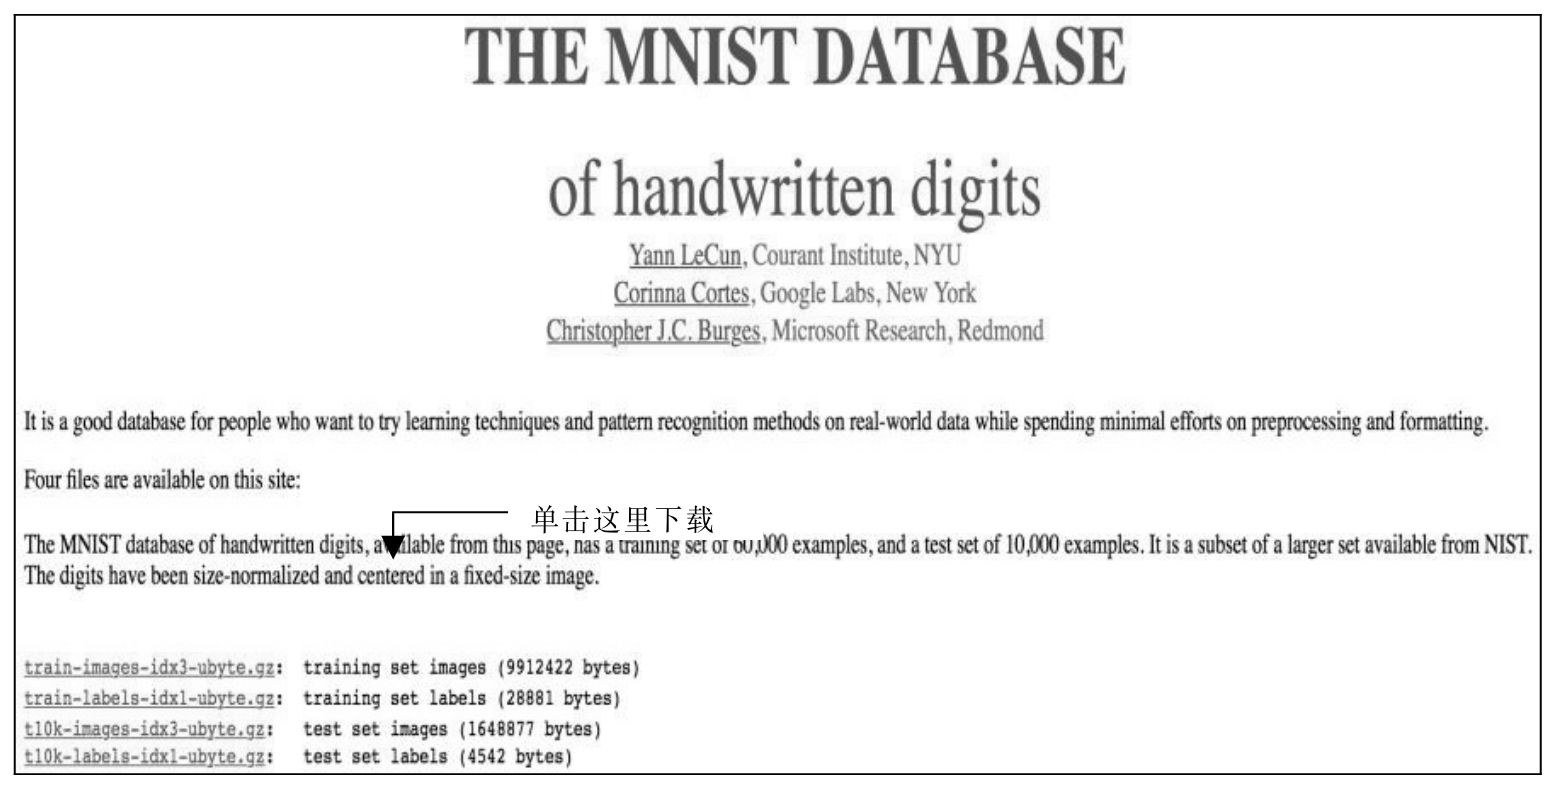 THE MNIST DATABASE
of handwritten digits
Yann LeCun, Courant Institute, NYU
Corinna Cortes, Google Labs, New York
Christopher J.C. Burges, Microsoft Research, Redmond
It is a good database for people who want to try learning techniques and pattern recognition methods on real-world data while spending minimal efforts on preprocessing and formatting.
Four files are available on this site:
单击这里下载
The MNIST database of handwritten digits, available from this page, has a training set of 60,000 examples, and a test set of 10,000 examples. It is a subset of a larger set available from NIST.
The digits have been size-normalized and centered in a fixed-size image.
train-images-idx3-ubyte.gz: training set images (9912422 bytes)
train-labels-idx1-ubyte.gz: training set labels (28881 bytes)
t10k-images-idx3-ubyte.gz: test set images (1648877 bytes)
t10k-labels-idx1-ubyte.gz: test set labels (4542 bytes)